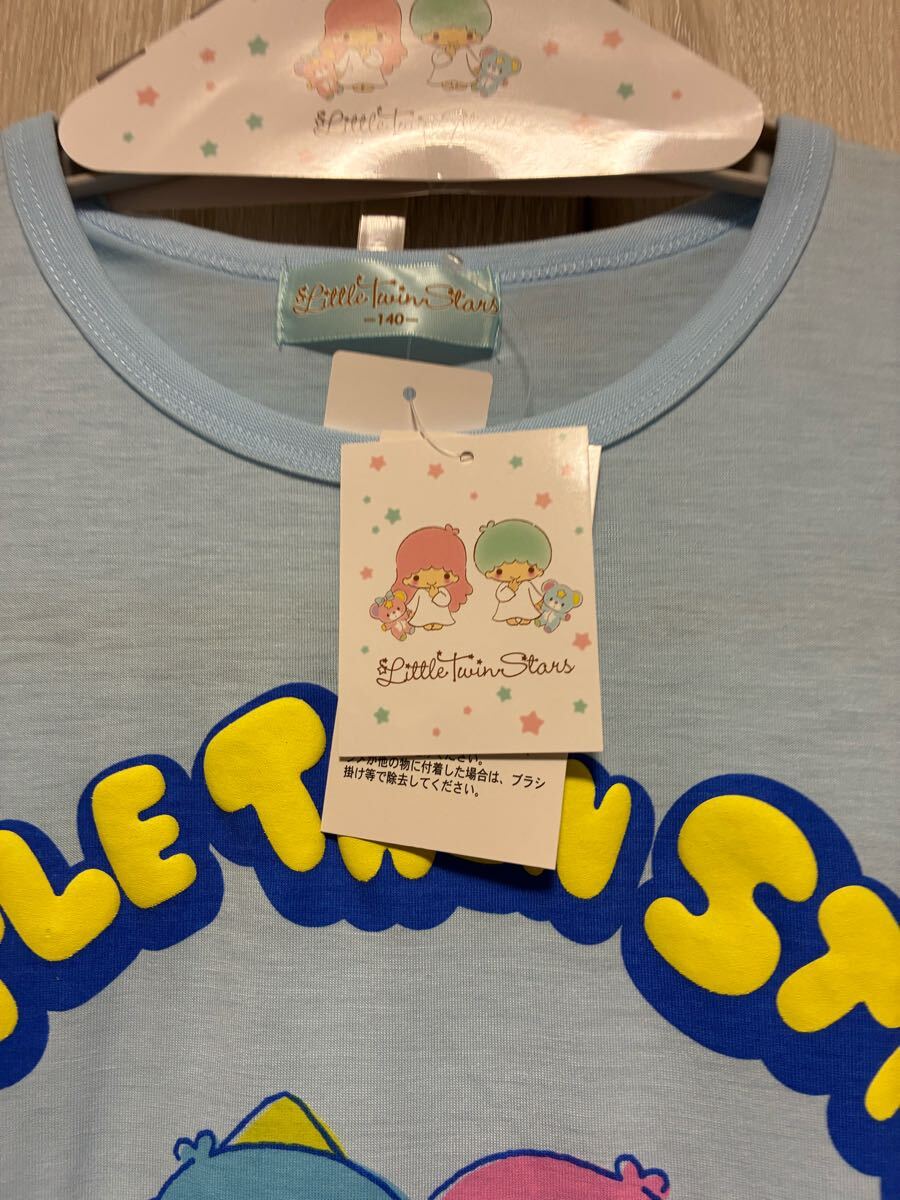 Little Twin Stars
Little Twin Stars
-140-
Little Twin Stars
が他の物に付着した場合は、ブラシ
掛け等で除去してください。
LE TWIN ST